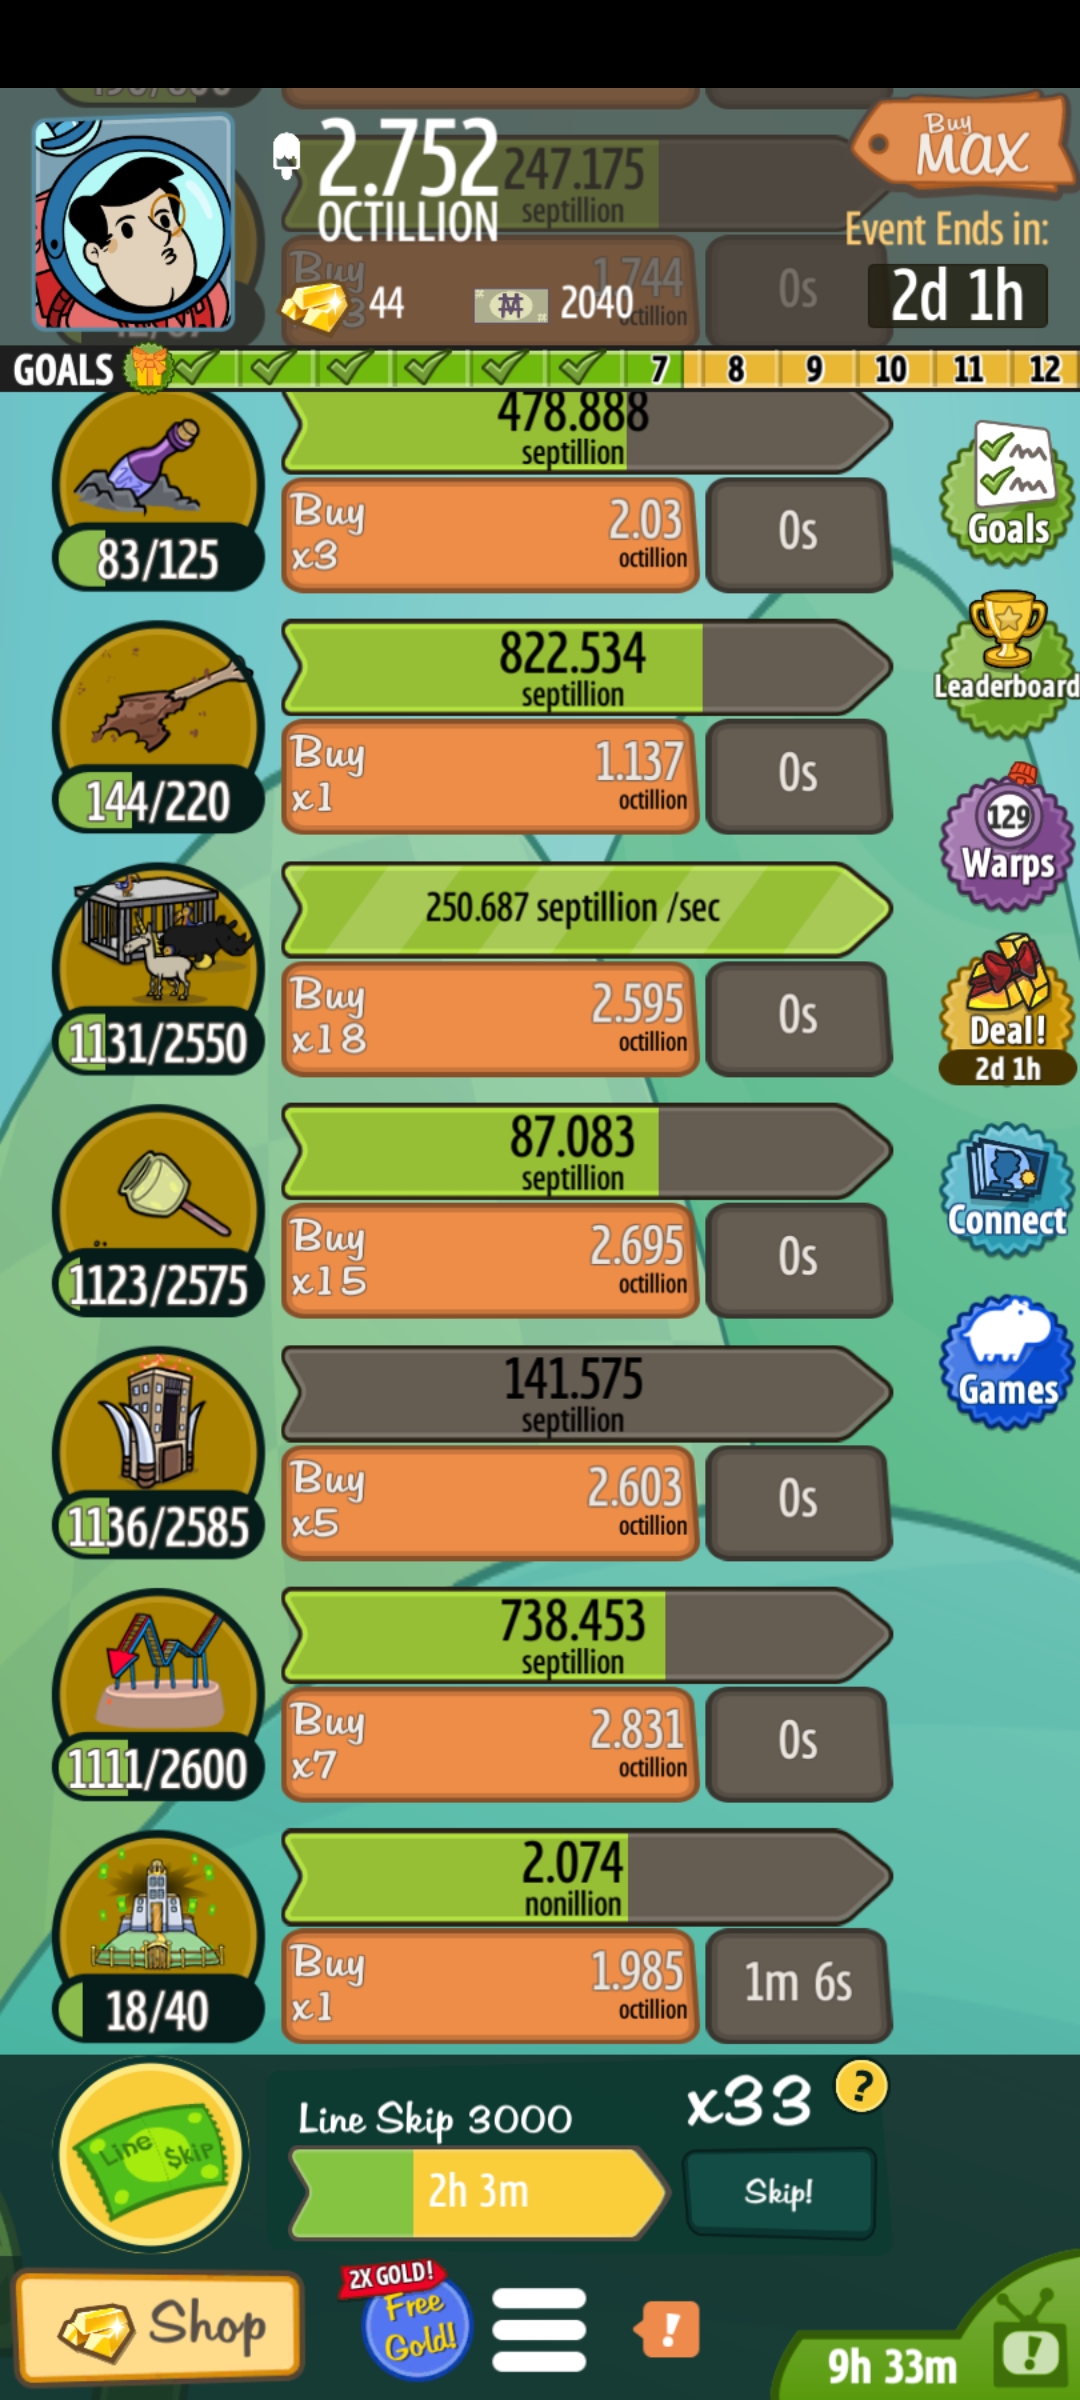 2.752
OCTILLION
247.175
septillion
Buy
MAX
Event Ends in:
2d 1h
Buy
1.744
octillion
0s
44
2040
GOALS
7
8
9
10
11
12
478.888
septillion
83/125
Buy
x3
2.03
octillion
0s
Goals
822.534
septillion
144/220
Buy
x1
1.137
octillion
0s
Leaderboard
129
Warps
250.687 septillion /sec
1131/2550
Buy
x18
2.595
octillion
0s
Deal!
2d 1h
87.083
septillion
1123/2575
Buy
x15
2.695
octillion
0s
Connect
141.575
septillion
1136/2585
Buy
x5
2.603
octillion
0s
Games
738.453
septillion
1111/2600
Buy
x7
2.831
octillion
0s
2.074
nonillion
18/40
Buy
x1
1.985
octillion
1m 6s
Line $kip
Line Skip 3000
x33
?
2h 3m
Skip!
Shop
2X GOLD!
Free
Gold!
!
9h 33m
!